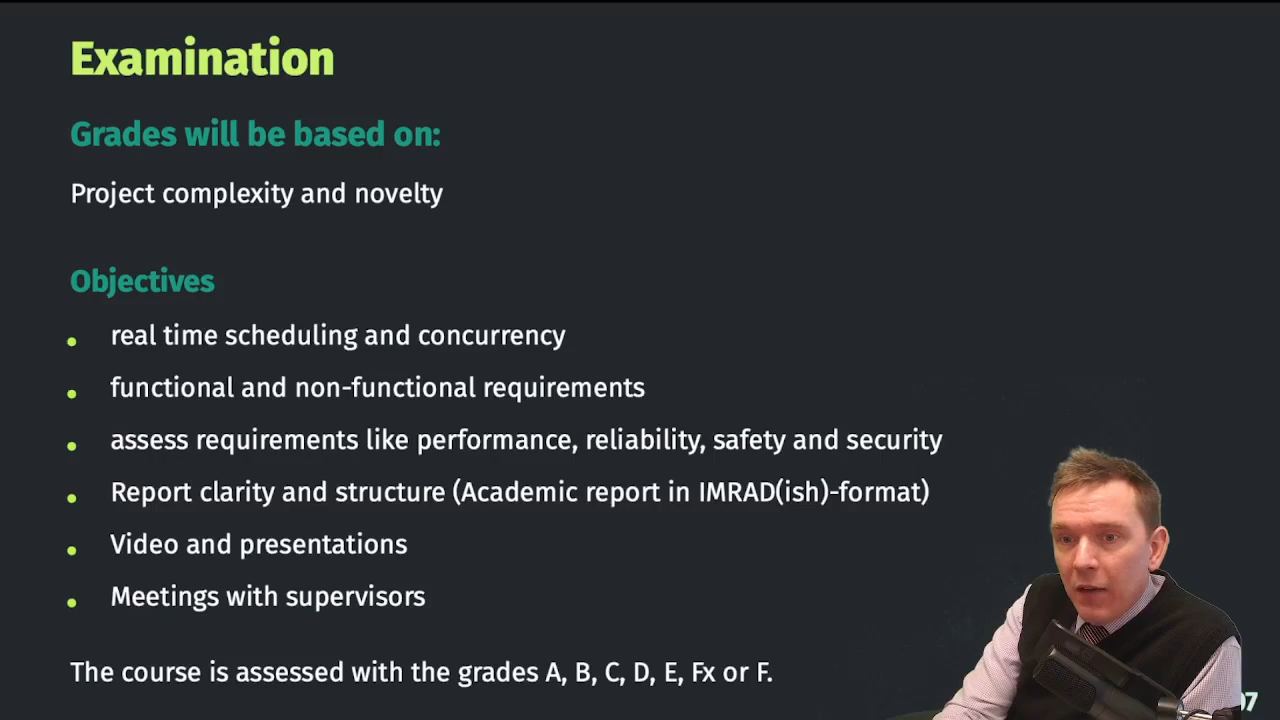 Examination
Grades will be based on:
Project complexity and novelty
Objectives
real time scheduling and concurrency
functional and non-functional requirements
assess requirements like performance, reliability, safety and security
Report clarity and structure (Academic report in IMRAD(ish)-format)
Video and presentations
Meetings with supervisors
The course is assessed with the grades A, B, C, D, E, Fx or F.